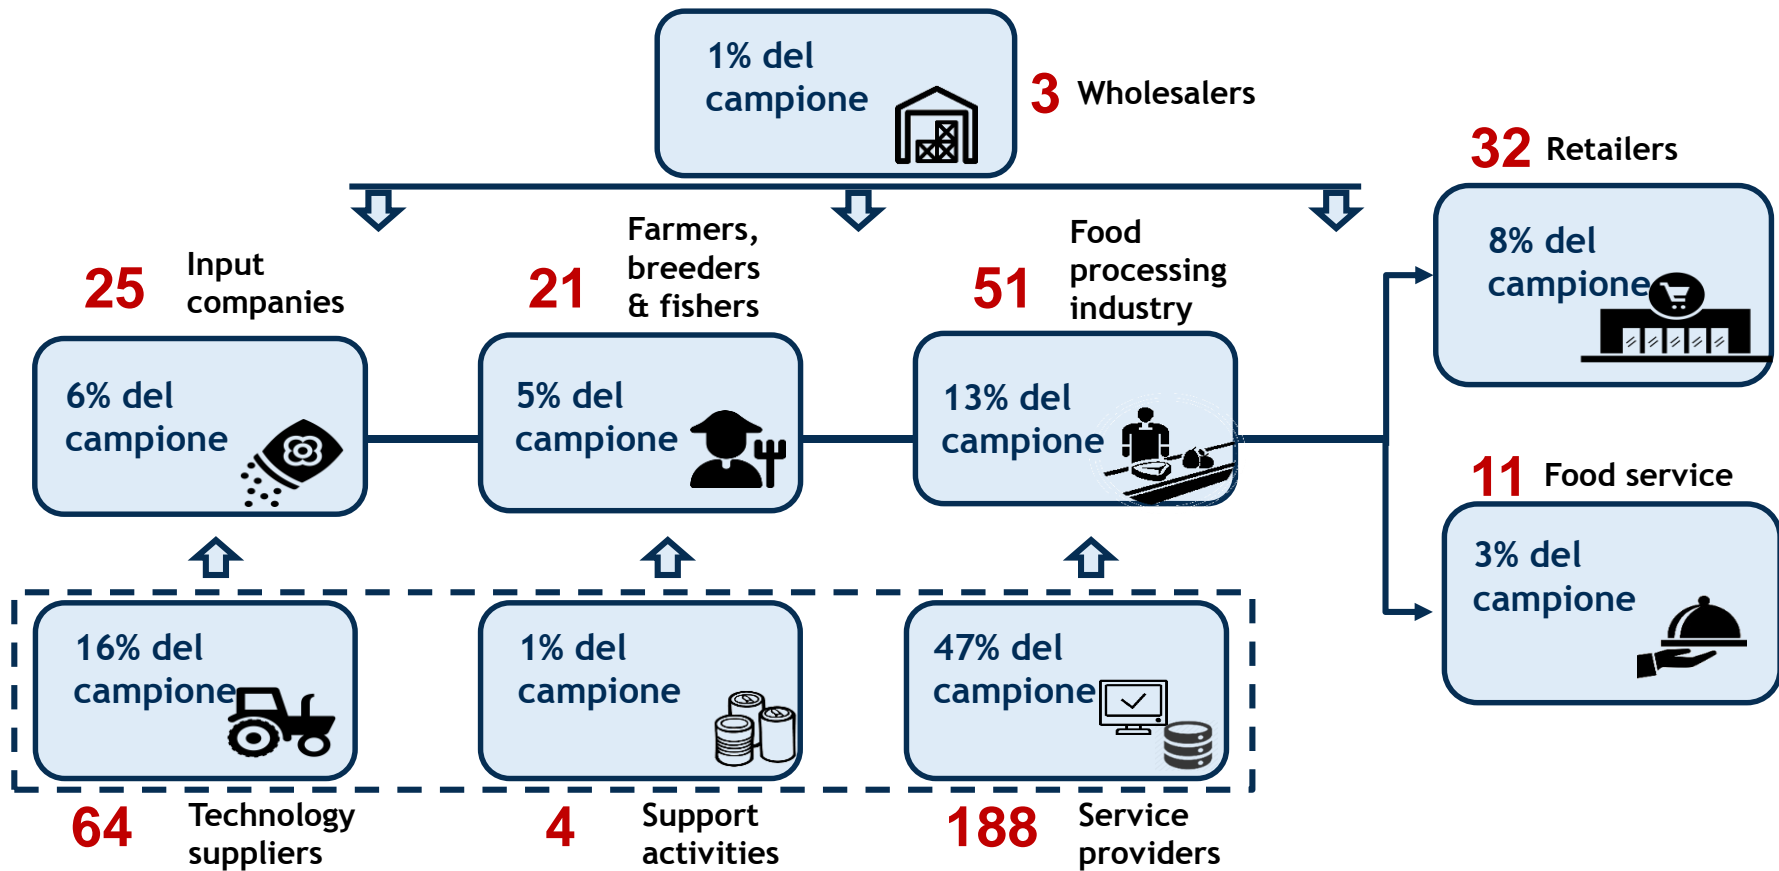 1% del
campione
3 Wholesalers
32 Retailers
8% del
campione
25
Input
companies
6% del
campione
21
Farmers,
breeders
& fishers
5% del
campione
51
Food
processing
industry
13% del
campione
11 Food service
3% del
campione
16% del
campione
64
Technology
suppliers
1% del
campione
4
Support
activities
47% del
campione
188
Service
providers